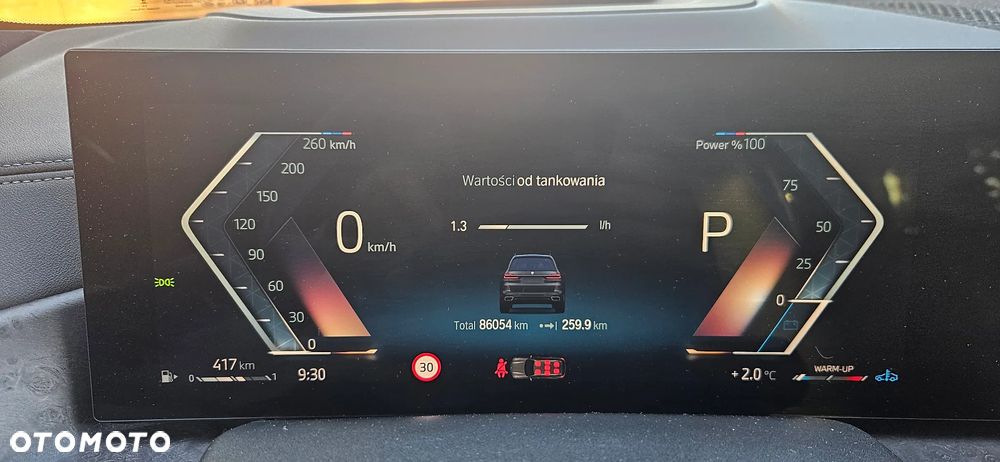 260 km/h
200
150
120
90
60
30
0
0 km/h
Wartości od tankowania
1.3 l/h
Total 86054 km 259.9 km
Power % 100
75
50
25
0
P
417 km
0 1
9:30
30
+ 2.0 °C
WARM-UP
OTOMOTO